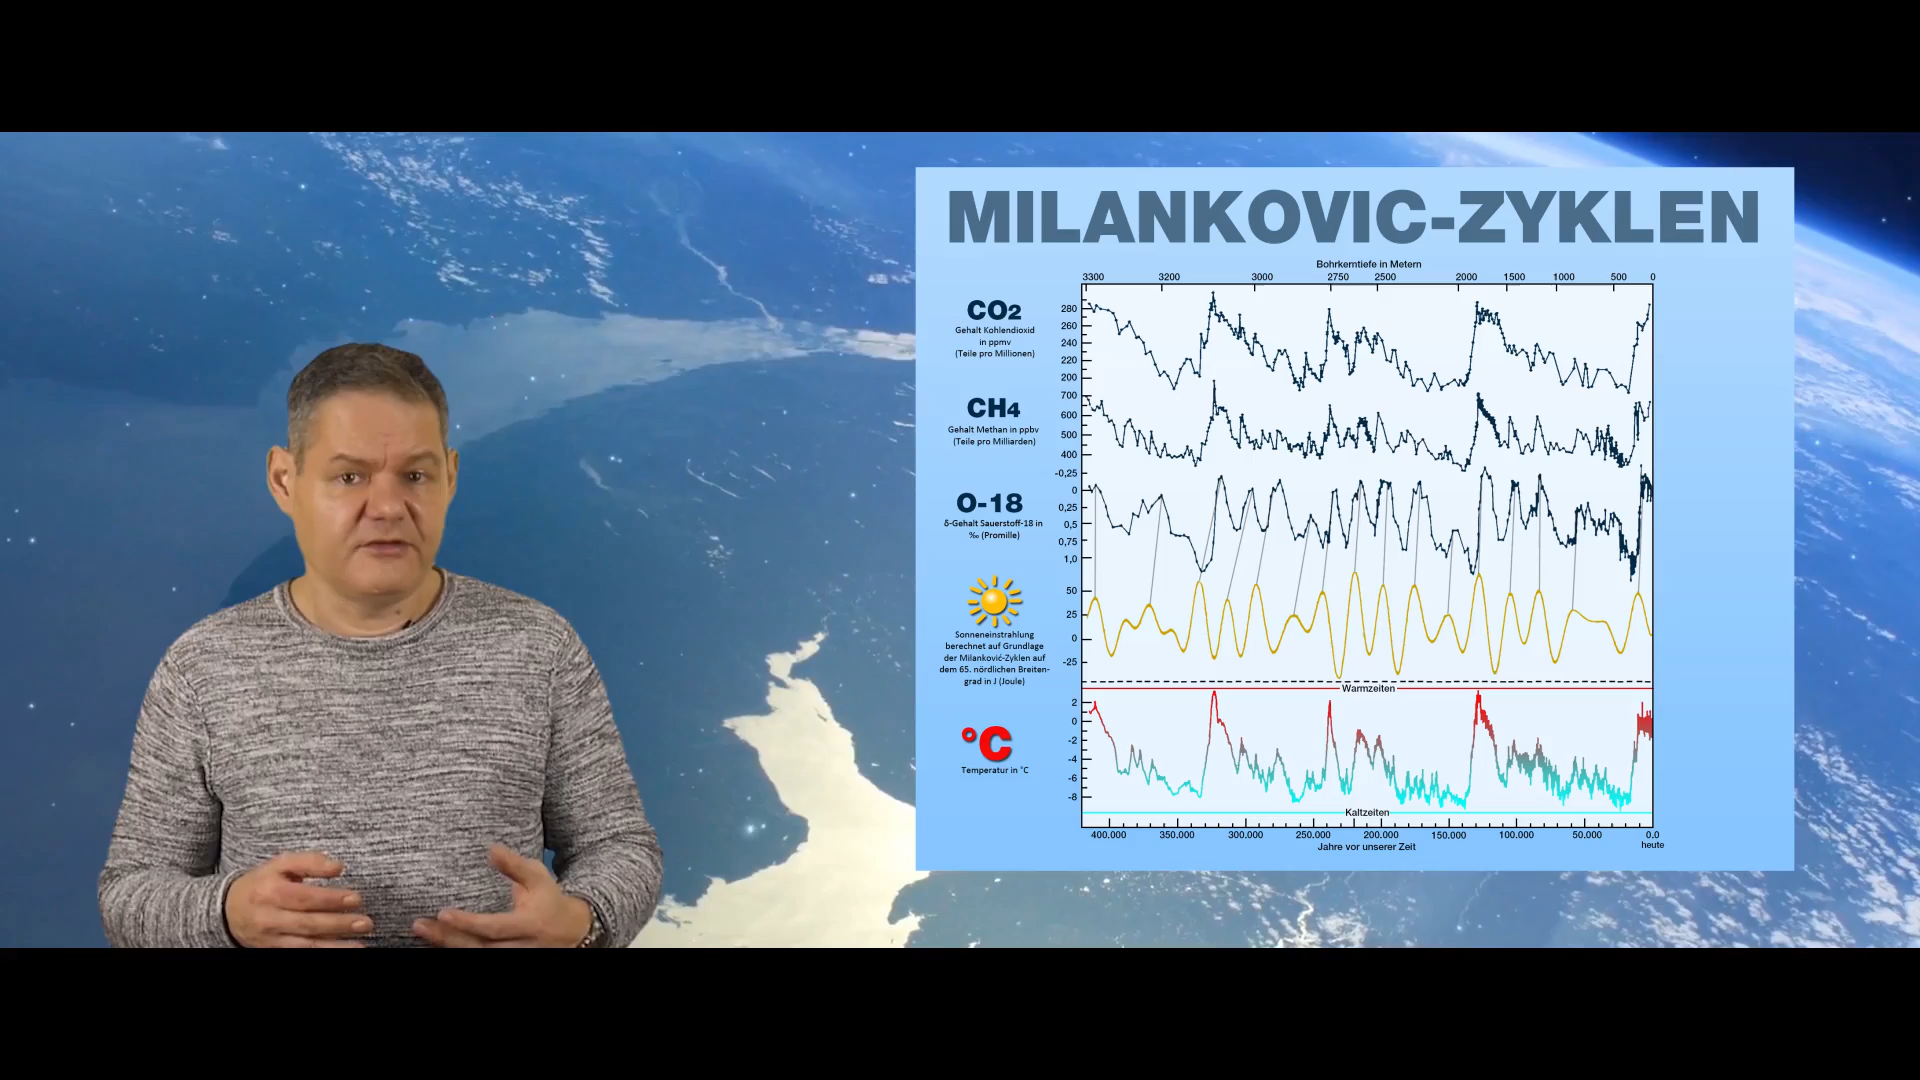 MILANKOVIC-ZYKLEN
Bohrkerntiefe in Metern
3300 3200 3000 2750 2500 2000 1500 1000 500 0
CO2
Gehalt Kohlendioxid
in ppmv
(Teile pro Millionen)
280
260
240
220
200
CH4
Gehalt Methan in ppbv
(Teile pro Milliarden)
700
600
500
400
O-18
δ-Gehalt Sauerstoff-18 in
‰ (Promille)
-0,25
0
0,25
0,5
0,75
1,0
Sonneneinstrahlung
berechnet auf Grundlage
der Milanković-Zyklen auf
dem 65. nördlichen Breiten-
grad in J (Joule)
50
25
0
-25
Warmzeiten
°C
Temperatur in °C
2
0
-2
-4
-6
-8
Kaltzeiten
400.000 350.000 300.000 250.000 200.000 150.000 100.000 50.000 0.0
Jahre vor unserer Zeit
heute